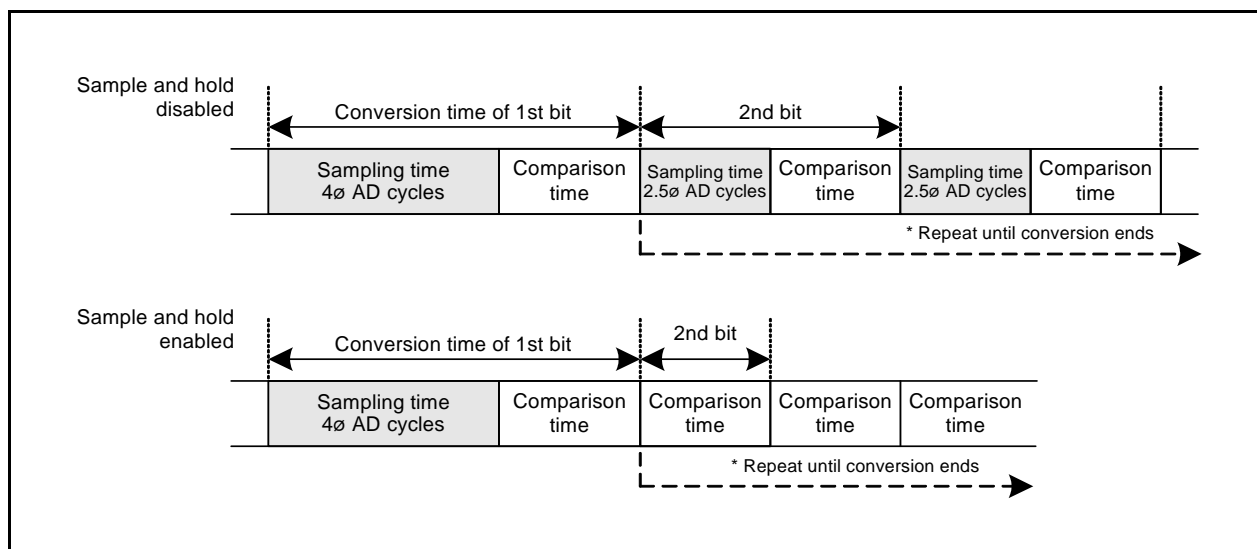 Sample and hold
disabled
Conversion time of 1st bit
2nd bit
Sampling time
4ø AD cycles
Comparison
time
Sampling time
2.5ø AD cycles
Comparison
time
Sampling time
2.5ø AD cycles
Comparison
time
* Repeat until conversion ends
Sample and hold
enabled
Conversion time of 1st bit
2nd bit
Sampling time
4ø AD cycles
Comparison
time
Comparison
time
Comparison
time
Comparison
time
* Repeat until conversion ends